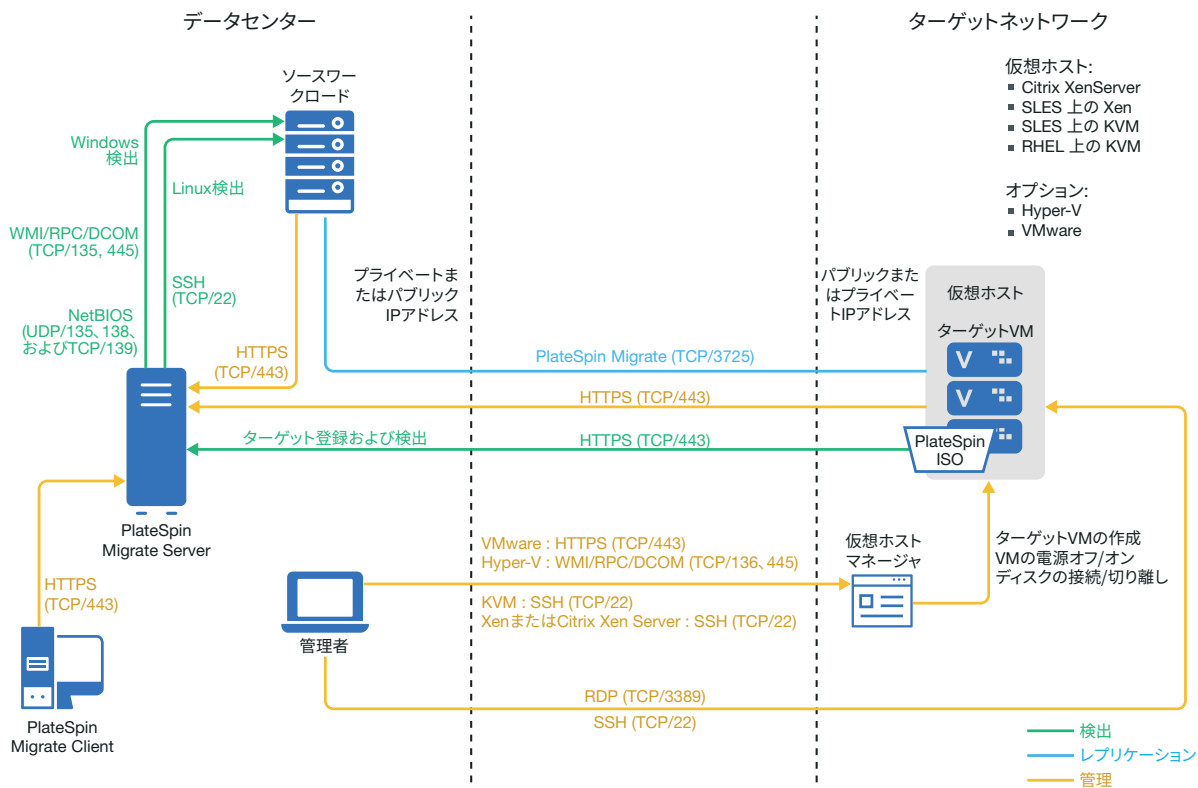 データセンター
ターゲットネットワーク
ソースワー
クロード
仮想ホスト:
Citrix XenServer
SLES 上の Xen
SLES 上の KVM
RHEL 上の KVM
オプション:
Hyper-V
VMware
Windows
検出
Linux検出
WMI/RPC/DCOM
(TCP/135, 445)
SSH
(TCP/22)
NetBIOS
(UDP/135、138、
およびTCP/139)
HTTPS
(TCP/443)
プライベートま
たはパブリック
IPアドレス
パブリックまた
はプライベー
トIPアドレス
仮想ホスト
ターゲットVM
V
V
PlateSpin
ISO
PlateSpin Migrate (TCP/3725)
HTTPS (TCP/443)
ターゲット登録および検出
HTTPS (TCP/443)
PlateSpin
Migrate Server
HTTPS
(TCP/443)
PlateSpin
Migrate Client
管理者
VMware : HTTPS (TCP/443)
Hyper-V : WMI/RPC/DCOM (TCP/136、445)
KVM : SSH (TCP/22)
XenまたはCitrix Xen Server : SSH (TCP/22)
仮想ホスト
マネージャ
ターゲットVMの作成
VMの電源オフ/オン
ディスクの接続/切り離し
RDP (TCP/3389)
SSH (TCP/22)
検出
レプリケーション
管理